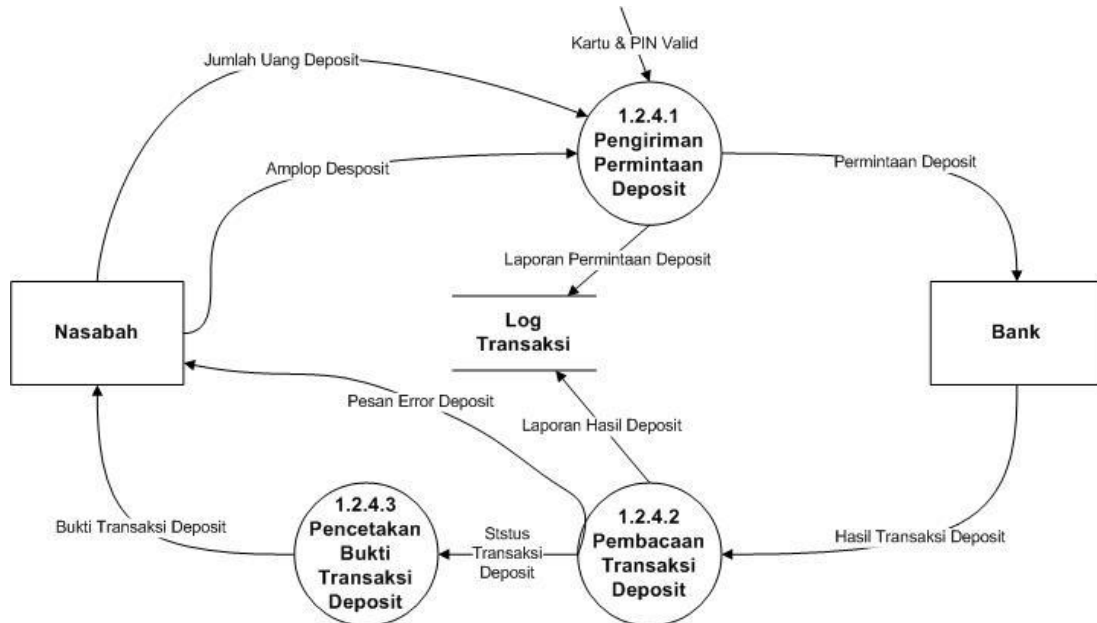 Kartu & PIN Valid
Jumlah Uang Deposit
1.2.4.1
Pengiriman
Permintaan
Deposit
Amplop Desposit
Permintaan Deposit
Laporan Permintaan Deposit
Nasabah
Log
Transaksi
Bank
Pesan Error Deposit
Laporan Hasil Deposit
1.2.4.3
Pencetakan
Bukti
Transaksi
Deposit
Bukti Transaksi Deposit
Ststus
Transaksi
Deposit
1.2.4.2
Pembacaan
Transaksi
Deposit
Hasil Transaksi Deposit